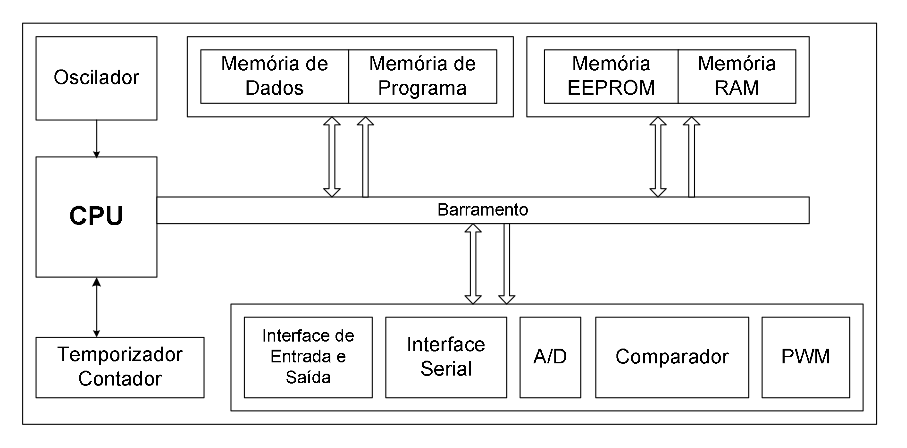 Oscilador
Memória de
Dados
Memória de
Programa
Memória
EEPROM
Memória
RAM
CPU
Barramento
Temporizador
Contador
Interface de
Entrada e
Saída
Interface
Serial
A/D
Comparador
PWM